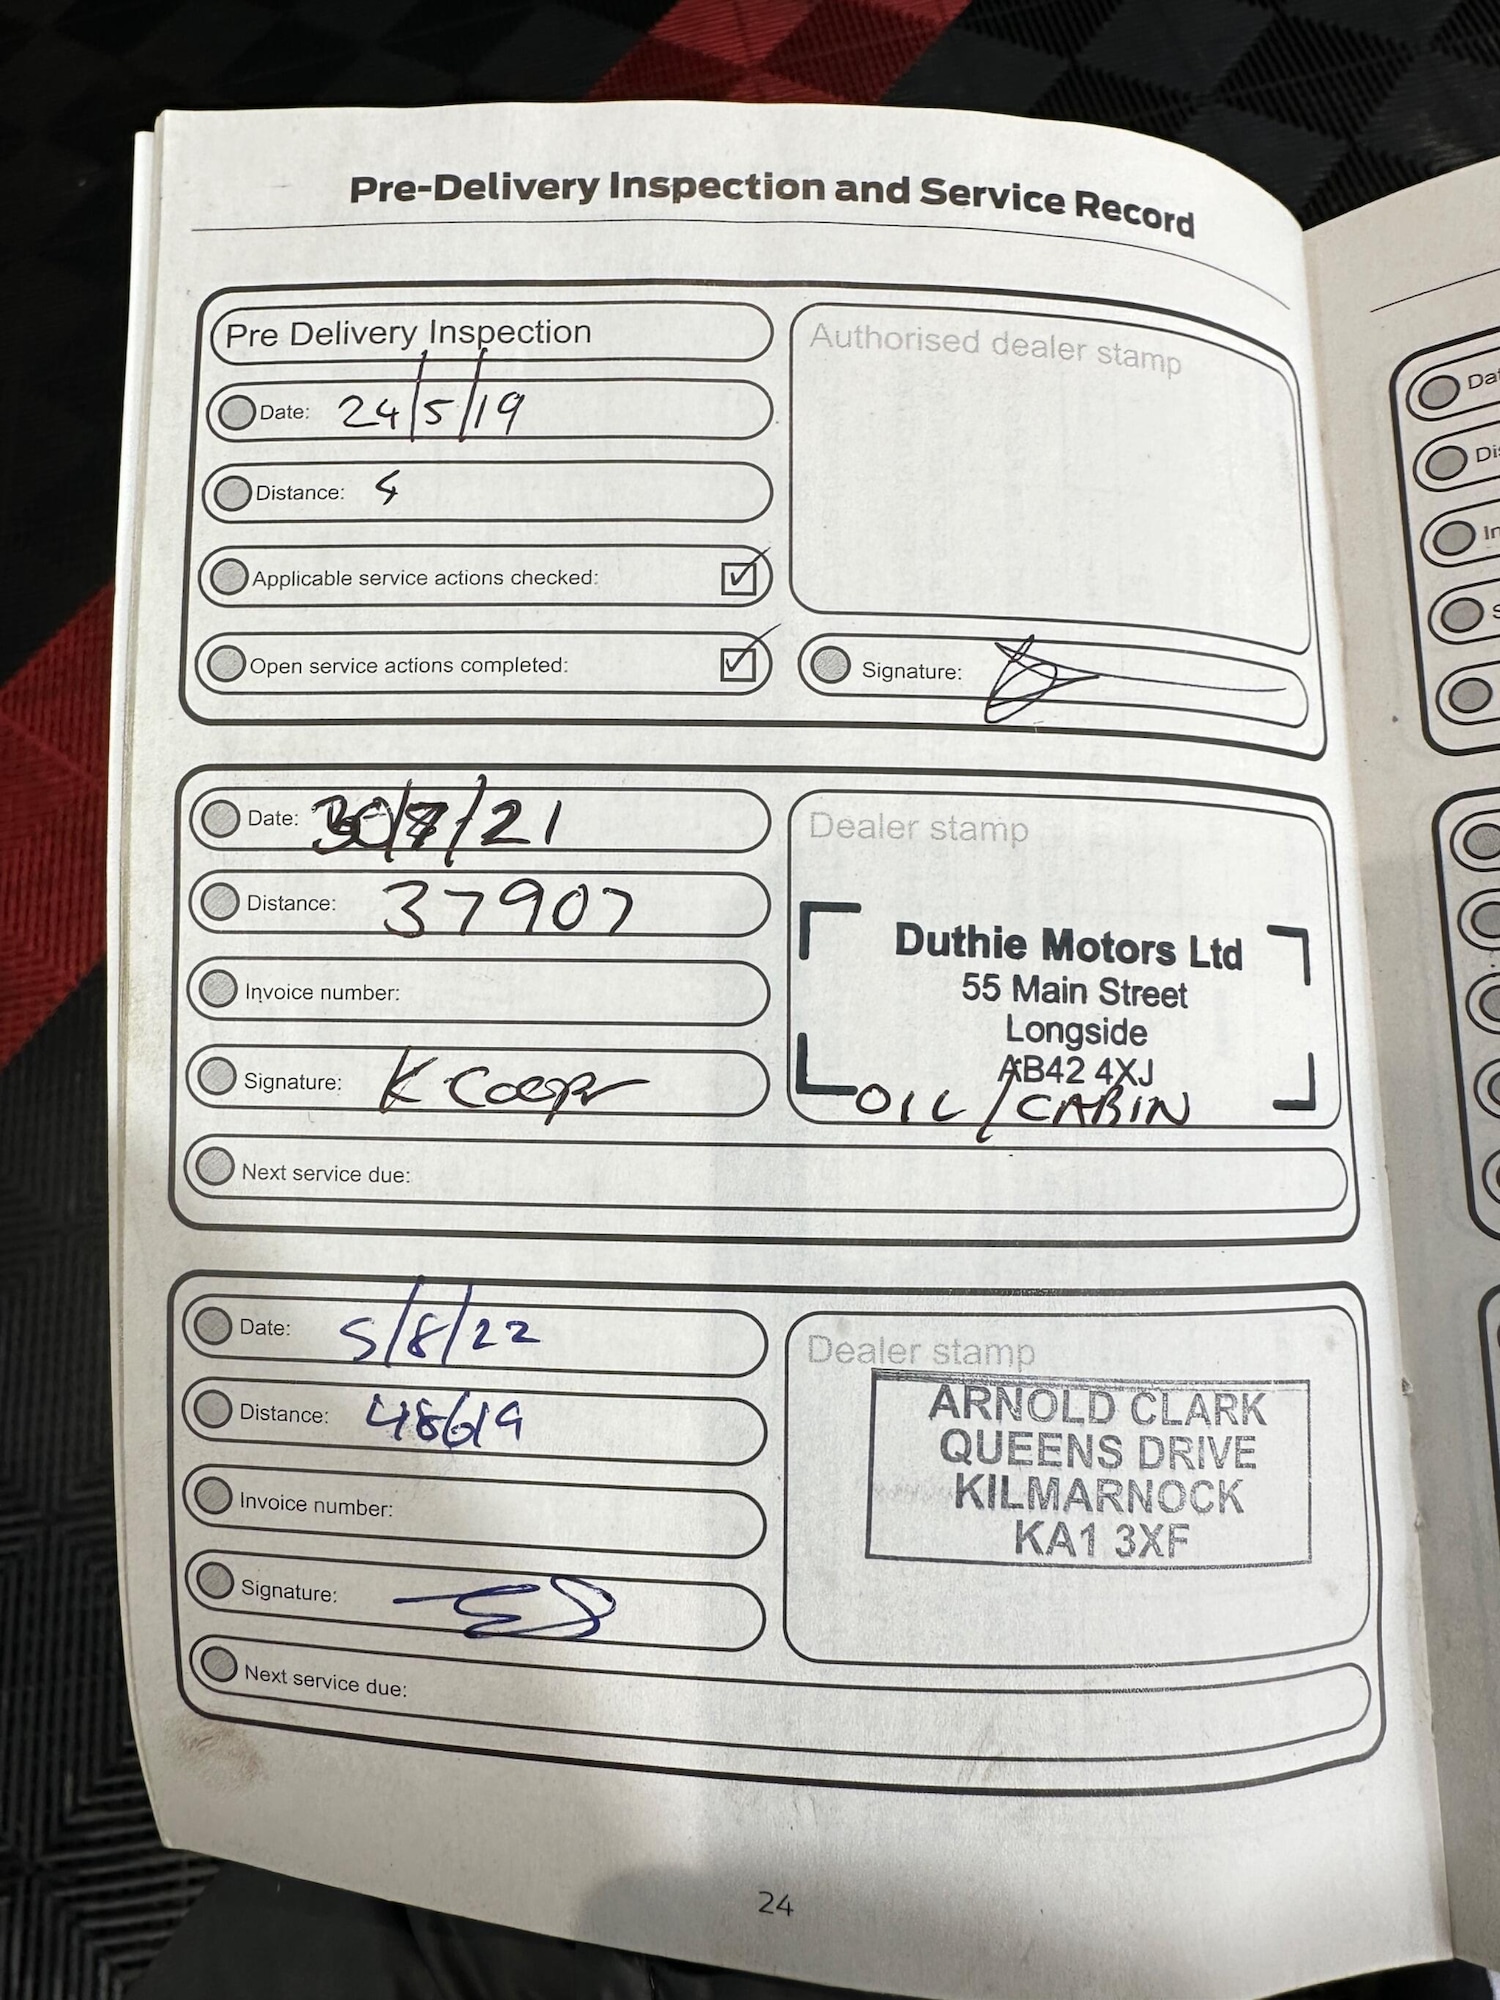 Pre-Delivery Inspection and Service Record
Pre Delivery Inspection
Date: 24/5/19
Distance: 4
Applicable service actions checked:
Open service actions completed:
Authorised dealer stamp
Signature:
Date: 30/7/21
Distance: 37907
Invoice number:
Signature: K Cooper
Next service due:
Dealer stamp
Duthie Motors Ltd
55 Main Street
Longside
AB42 4XJ
OIL/CABIN
Date: 5/8/22
Distance: 48619
Invoice number:
Signature:
Next service due:
Dealer stamp
ARNOLD CLARK
QUEENS DRIVE
KILMARNOCK
KA1 3XF
24